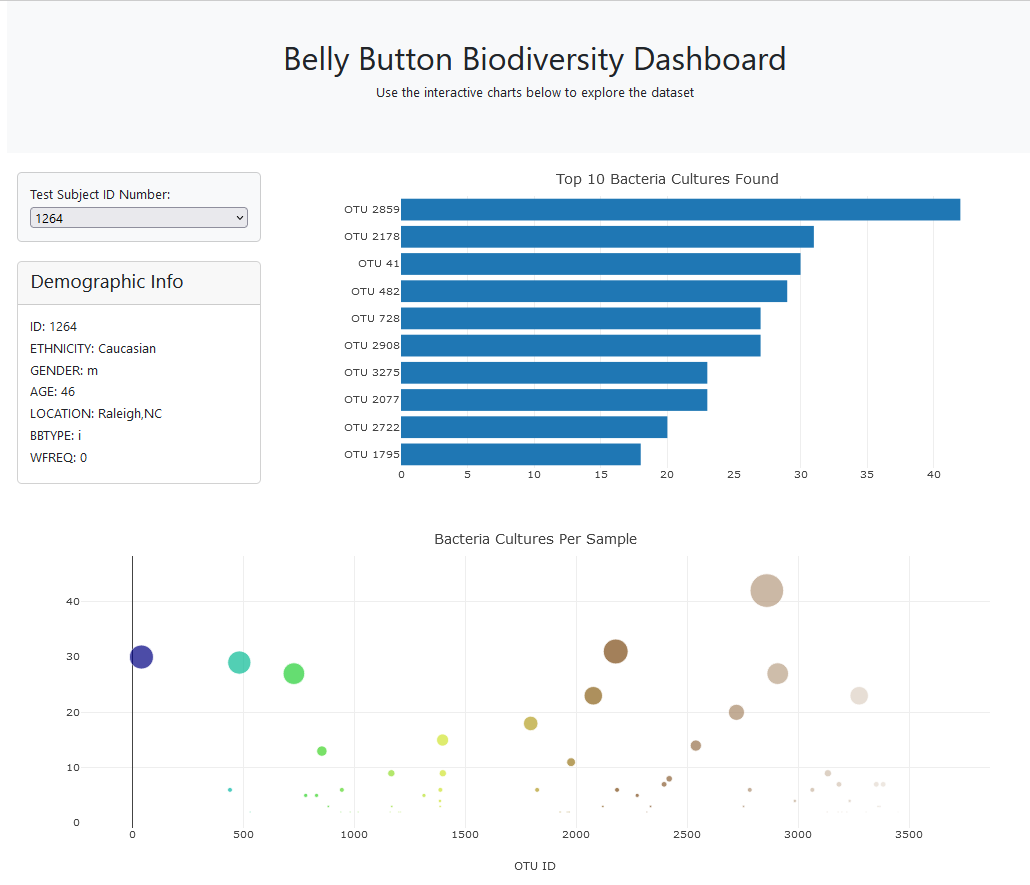 Belly Button Biodiversity Dashboard
Use the interactive charts below to explore the dataset
Test Subject ID Number:
1264
Demographic Info
ID: 1264
ETHNICITY: Caucasian
GENDER: m
AGE: 46
LOCATION: Raleigh,NC
BBTYPE: i
WFREQ: 0
Top 10 Bacteria Cultures Found
OTU 2859
OTU 2178
OTU 41
OTU 482
OTU 728
OTU 2908
OTU 3275
OTU 2077
OTU 2722
OTU 1795
0 5 10 15 20 25 30 35 40
Bacteria Cultures Per Sample
40
30
20
10
0
0 500 1000 1500 2000 2500 3000 3500
OTU ID